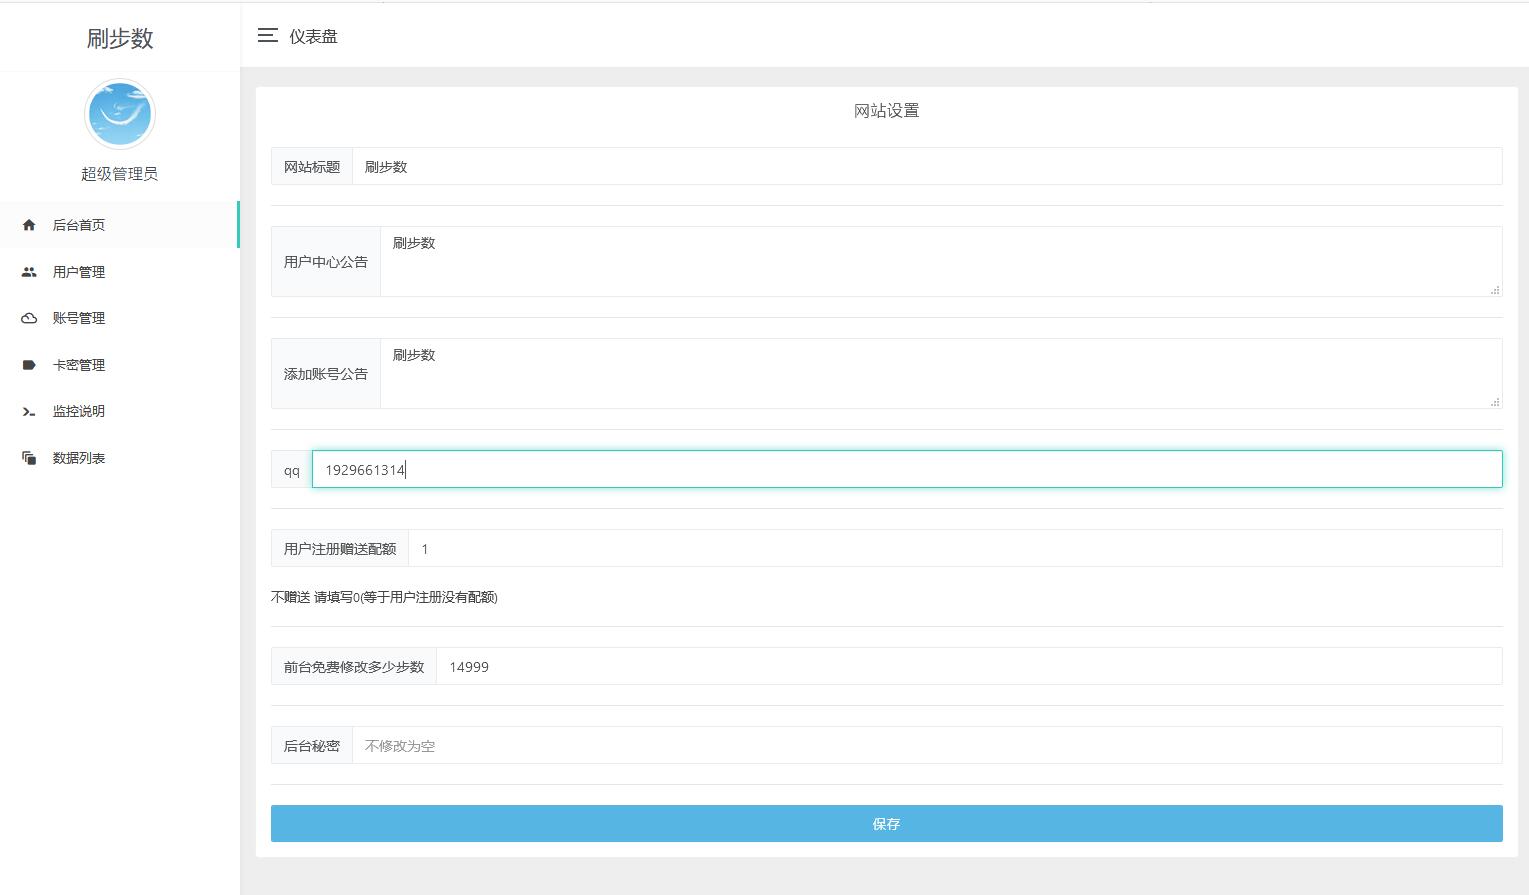 刷步数
超级管理员
后台首页
用户管理
账号管理
卡密管理
监控说明
数据列表
仪表盘
网站设置
网站标题 刷步数
用户中心公告 刷步数
添加账号公告 刷步数
qq 1929661314
用户注册赠送配额 1
不赠送 请填写0(等于用户注册没有配额)
前台免费修改多少步数 14999
后台秘密 不修改为空
保存